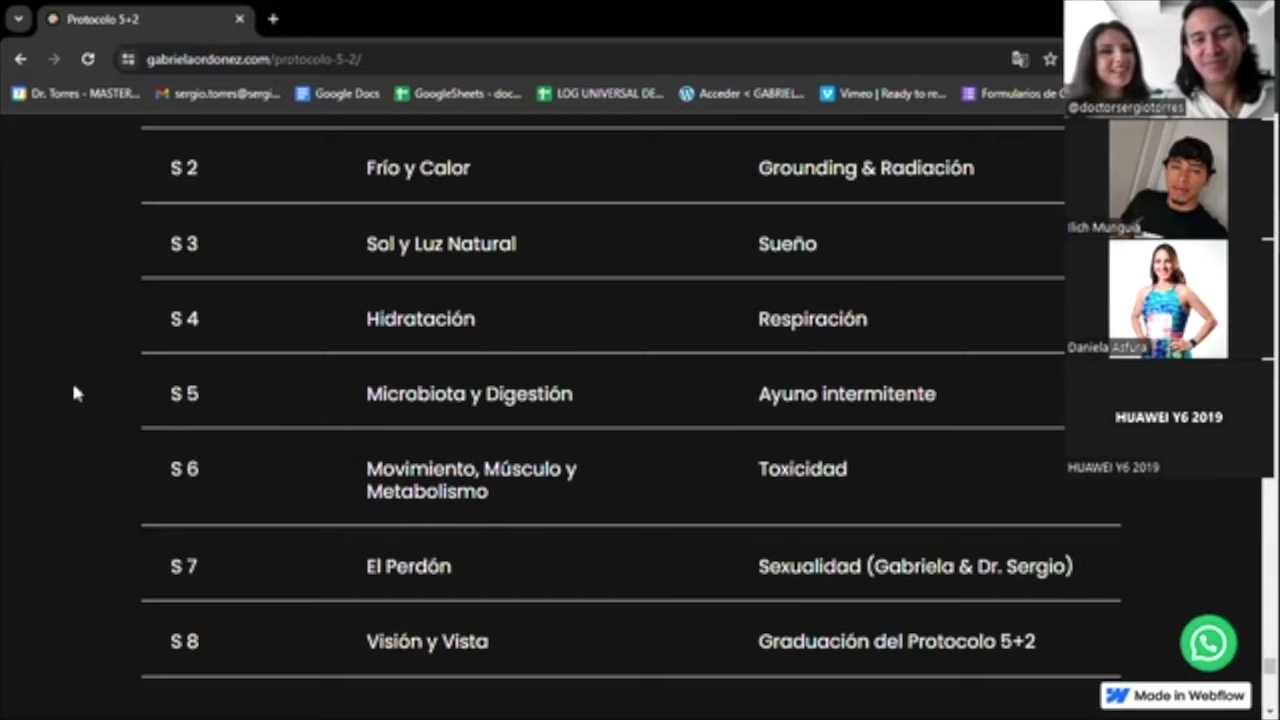 Protocolo 5+2
gabrielaordonez.com/protocolo-5-2/
Dr. Torres - MASTER...
sergio.torres@sergi...
Google Docs
GoogleSheets - doc...
LOG UNIVERSAL DE...
Acceder < GABRIEL...
Vimeo | Ready to re...
Formularios de
@doctorsergiotorres
S 2 Frío y Calor Grounding & Radiación
Ilich Munguia
S 3 Sol y Luz Natural Sueño
S 4 Hidratación Respiración
Daniela Asfura
S 5 Microbiota y Digestión Ayuno intermitente
HUAWEI Y6 2019
HUAWEI Y6 2019
S 6 Movimiento, Músculo y Toxicidad
Metabolismo
S 7 El Perdón Sexualidad (Gabriela & Dr. Sergio)
S 8 Visión y Vista Graduación del Protocolo 5+2
Made in Webflow